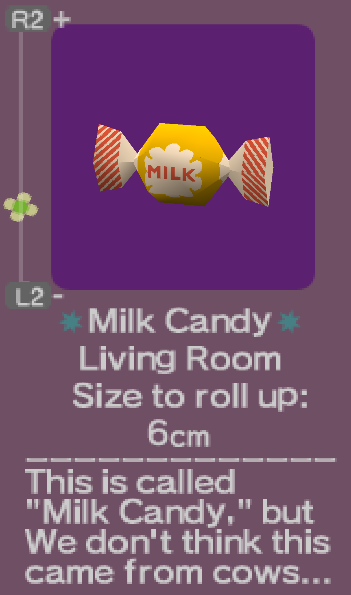 R2 +
MILK
L2 -
Milk Candy
Living Room
Size to roll up:
6cm
This is called
"Milk Candy," but
We don't think this
came from cows...